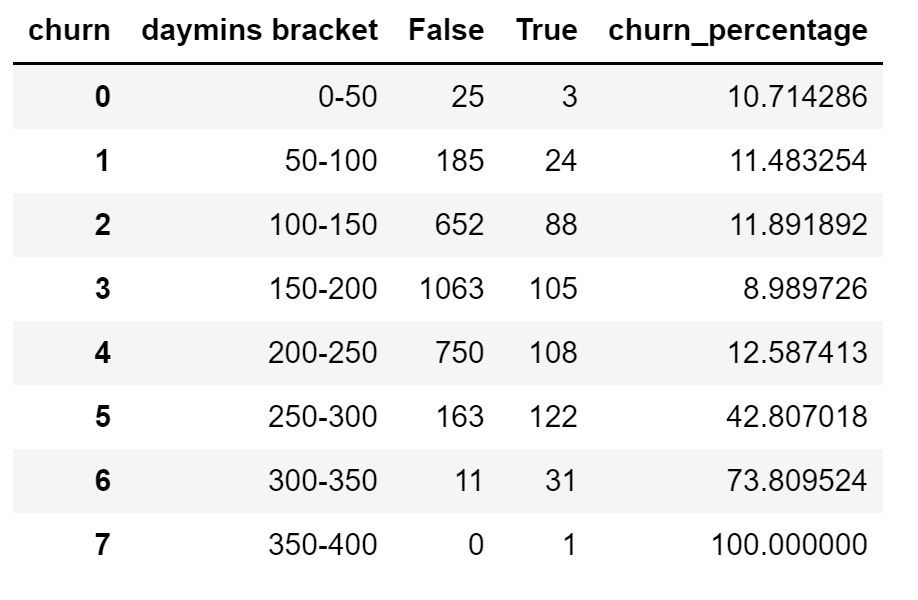 churn daymins bracket False True churn_percentage
0 0-50 25 3 10.714286
1 50-100 185 24 11.483254
2 100-150 652 88 11.891892
3 150-200 1063 105 8.989726
4 200-250 750 108 12.587413
5 250-300 163 122 42.807018
6 300-350 11 31 73.809524
7 350-400 0 1 100.000000